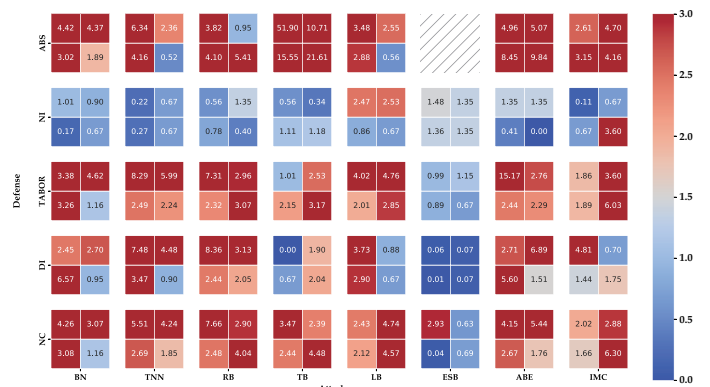 4.42 4.37 6.34 2.36 3.82 0.95 51.90 10.71 3.48 2.55 4.96 5.07 2.61 4.70 3.0
ABS
3.02 1.89 4.16 0.52 4.10 5.41 15.55 21.61 2.88 0.56 8.45 9.84 3.15 4.16
2.5
1.01 0.90 0.22 0.67 0.56 1.35 0.56 0.34 2.47 2.53 1.48 1.35 1.35 1.35 0.11 0.67
NI
0.17 0.67 0.27 0.67 0.78 0.40 1.11 1.18 0.86 0.67 1.36 1.35 0.41 0.00 0.67 3.60
2.0
3.38 4.62 8.29 5.99 7.31 2.96 1.01 2.53 4.02 4.76 0.99 1.15 15.17 2.76 1.86 3.60
Defense
TABOR
1.5
3.26 1.16 2.49 2.24 2.32 3.07 2.15 3.17 2.01 2.85 0.89 0.67 2.44 2.29 1.89 6.03
2.45 2.70 7.48 4.48 8.36 3.13 0.00 1.90 3.73 0.88 0.06 0.07 2.71 6.89 4.81 0.70
1.0
DI
6.57 0.95 3.47 0.90 2.44 2.05 0.67 2.04 2.90 0.67 0.01 0.07 5.60 1.51 1.44 1.75
0.5
4.26 3.07 5.51 4.24 7.66 2.90 3.47 2.39 2.43 4.74 2.93 0.63 4.15 5.44 2.02 2.88
NC
3.08 1.16 2.69 1.85 2.48 4.04 2.44 4.48 2.12 4.57 0.04 0.69 2.67 1.76 1.66 6.30
0.0
BN TNN RB TB LB ESB ABE IMC